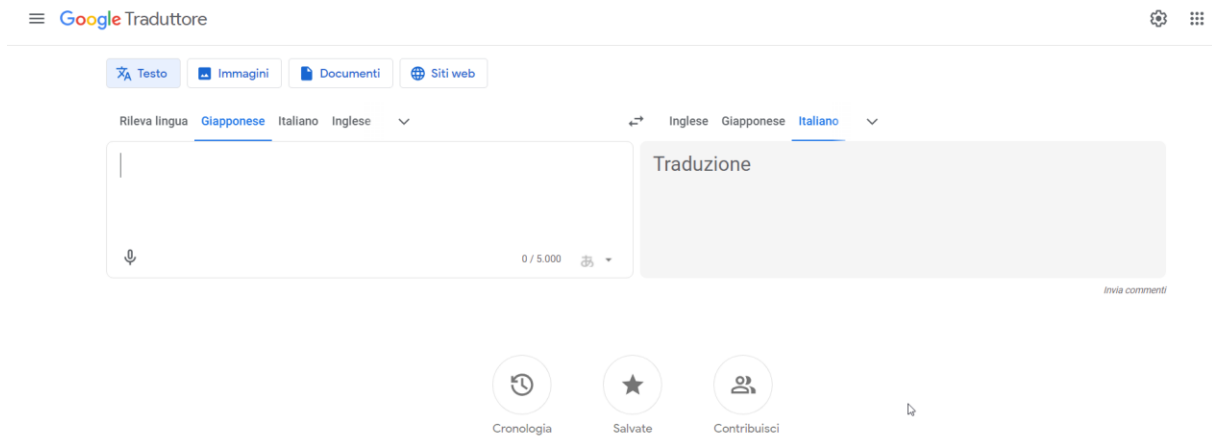 Google Traduttore
Testo Immagini Documenti Siti web
Rileva lingua Giapponese Italiano Inglese Inglese Giapponese Italiano
Traduzione
0 / 5.000 あ
Invia commenti
Cronologia Salvate Contribuisci